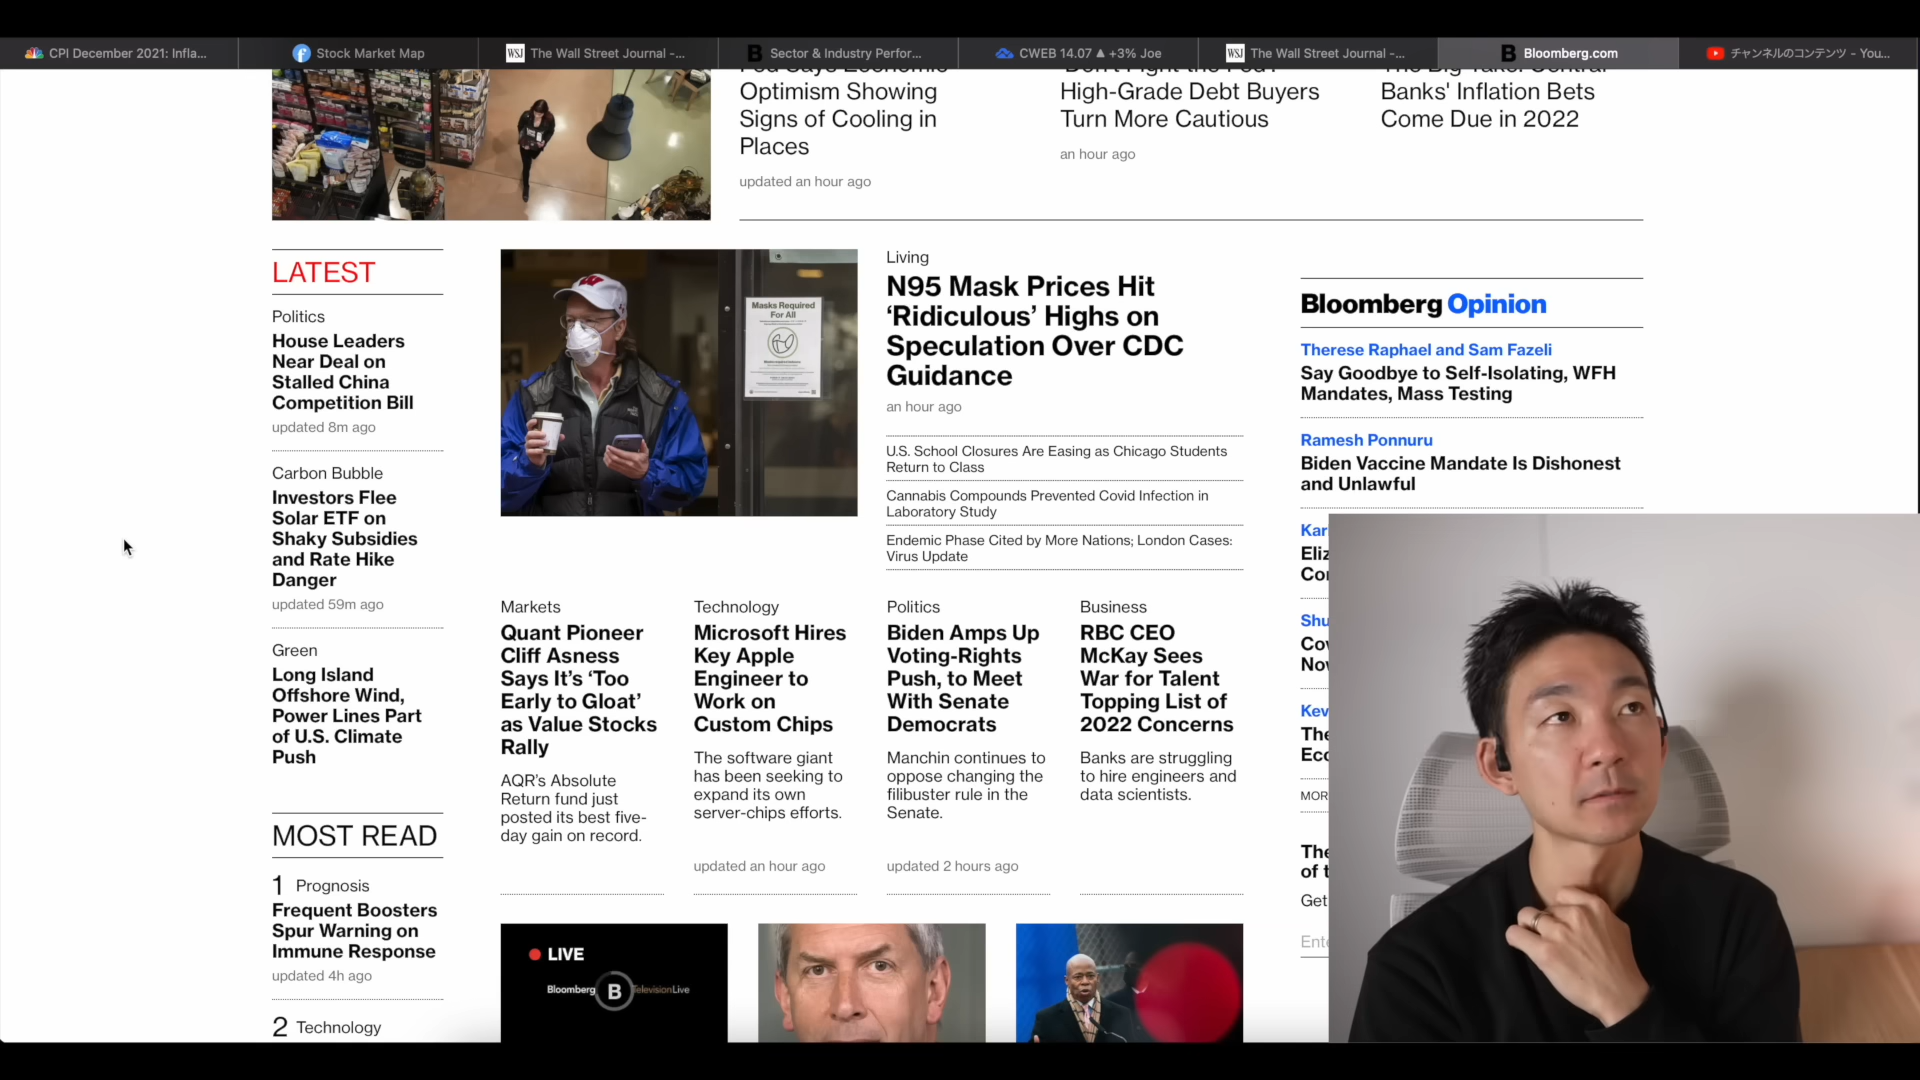 CPI December 2021: Infla...
Stock Market Map
WSJ The Wall Street Journal -...
B Sector & Industry Perfor...
CWEB 14.07 ▲ +3% Joe
WSJ The Wall Street Journal -...
B Bloomberg.com
チャンネルのコンテンツ - You...
Fed Says Economic
Optimism Showing
Signs of Cooling in
Places
updated an hour ago
'Don't Fight the Fed':
High-Grade Debt Buyers
Turn More Cautious
an hour ago
The Big Take: Central
Banks' Inflation Bets
Come Due in 2022
LATEST
Politics
House Leaders
Near Deal on
Stalled China
Competition Bill
updated 8m ago
Carbon Bubble
Investors Flee
Solar ETF on
Shaky Subsidies
and Rate Hike
Danger
updated 59m ago
Green
Long Island
Offshore Wind,
Power Lines Part
of U.S. Climate
Push
MOST READ
1 Prognosis
Frequent Boosters
Spur Warning on
Immune Response
updated 4h ago
2 Technology
Masks Required
For All
Living
N95 Mask Prices Hit
‘Ridiculous’ Highs on
Speculation Over CDC
Guidance
an hour ago
U.S. School Closures Are Easing as Chicago Students
Return to Class
Cannabis Compounds Prevented Covid Infection in
Laboratory Study
Endemic Phase Cited by More Nations; London Cases:
Virus Update
Markets
Quant Pioneer
Cliff Asness
Says It’s ‘Too
Early to Gloat’
as Value Stocks
Rally
AQR’s Absolute
Return fund just
posted its best five-
day gain on record.
Technology
Microsoft Hires
Key Apple
Engineer to
Work on
Custom Chips
The software giant
has been seeking to
expand its own
server-chips efforts.
updated an hour ago
Politics
Biden Amps Up
Voting-Rights
Push, to Meet
With Senate
Democrats
Manchin continues to
oppose changing the
filibuster rule in the
Senate.
updated 2 hours ago
Business
RBC CEO
McKay Sees
War for Talent
Topping List of
2022 Concerns
Banks are struggling
to hire engineers and
data scientists.
LIVE
Bloomberg B Television Live
Bloomberg Opinion
Therese Raphael and Sam Fazeli
Say Goodbye to Self-Isolating, WFH
Mandates, Mass Testing
Ramesh Ponnuru
Biden Vaccine Mandate Is Dishonest
and Unlawful
Kar
Eliz
Cor
Shu
Cov
Nov
Kev
The
Ecc
MOR
The
of t
Get
Ente